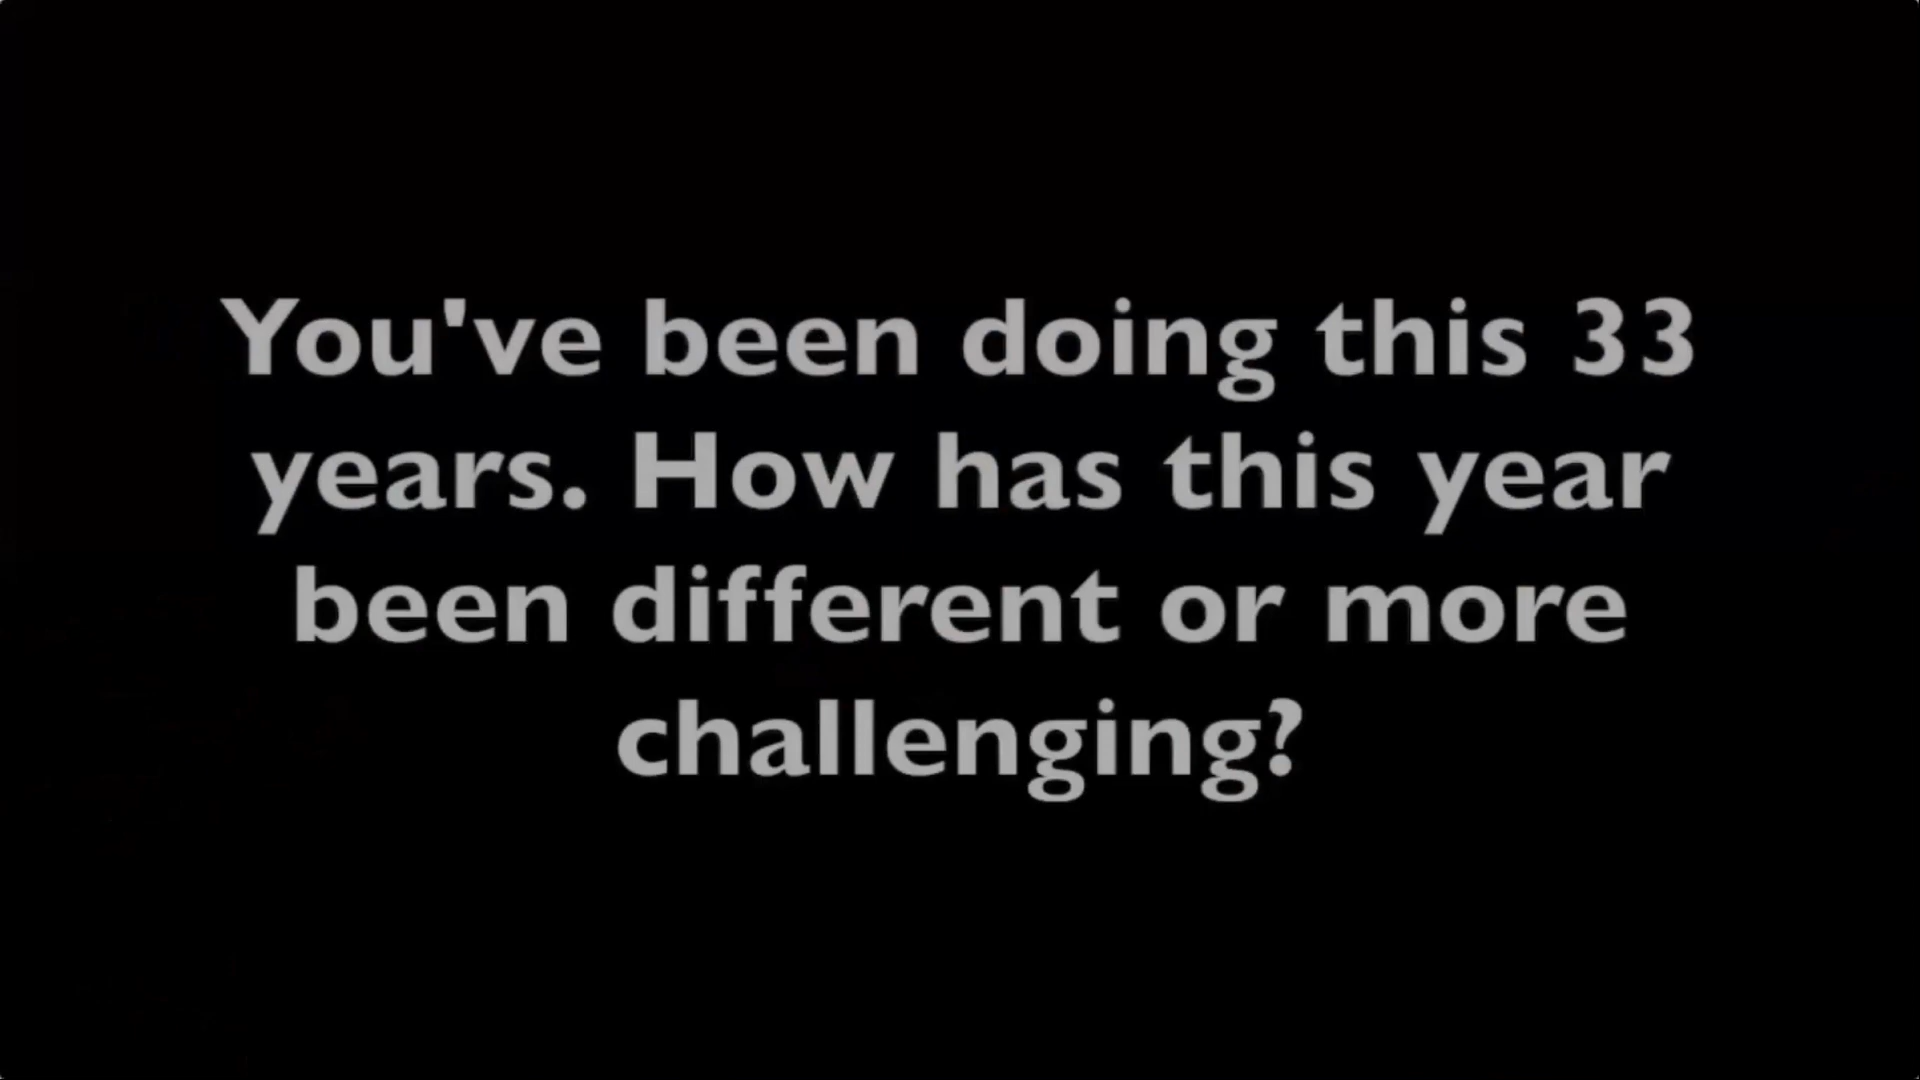 You've been doing this 33
years. How has this year
been different or more
challenging?